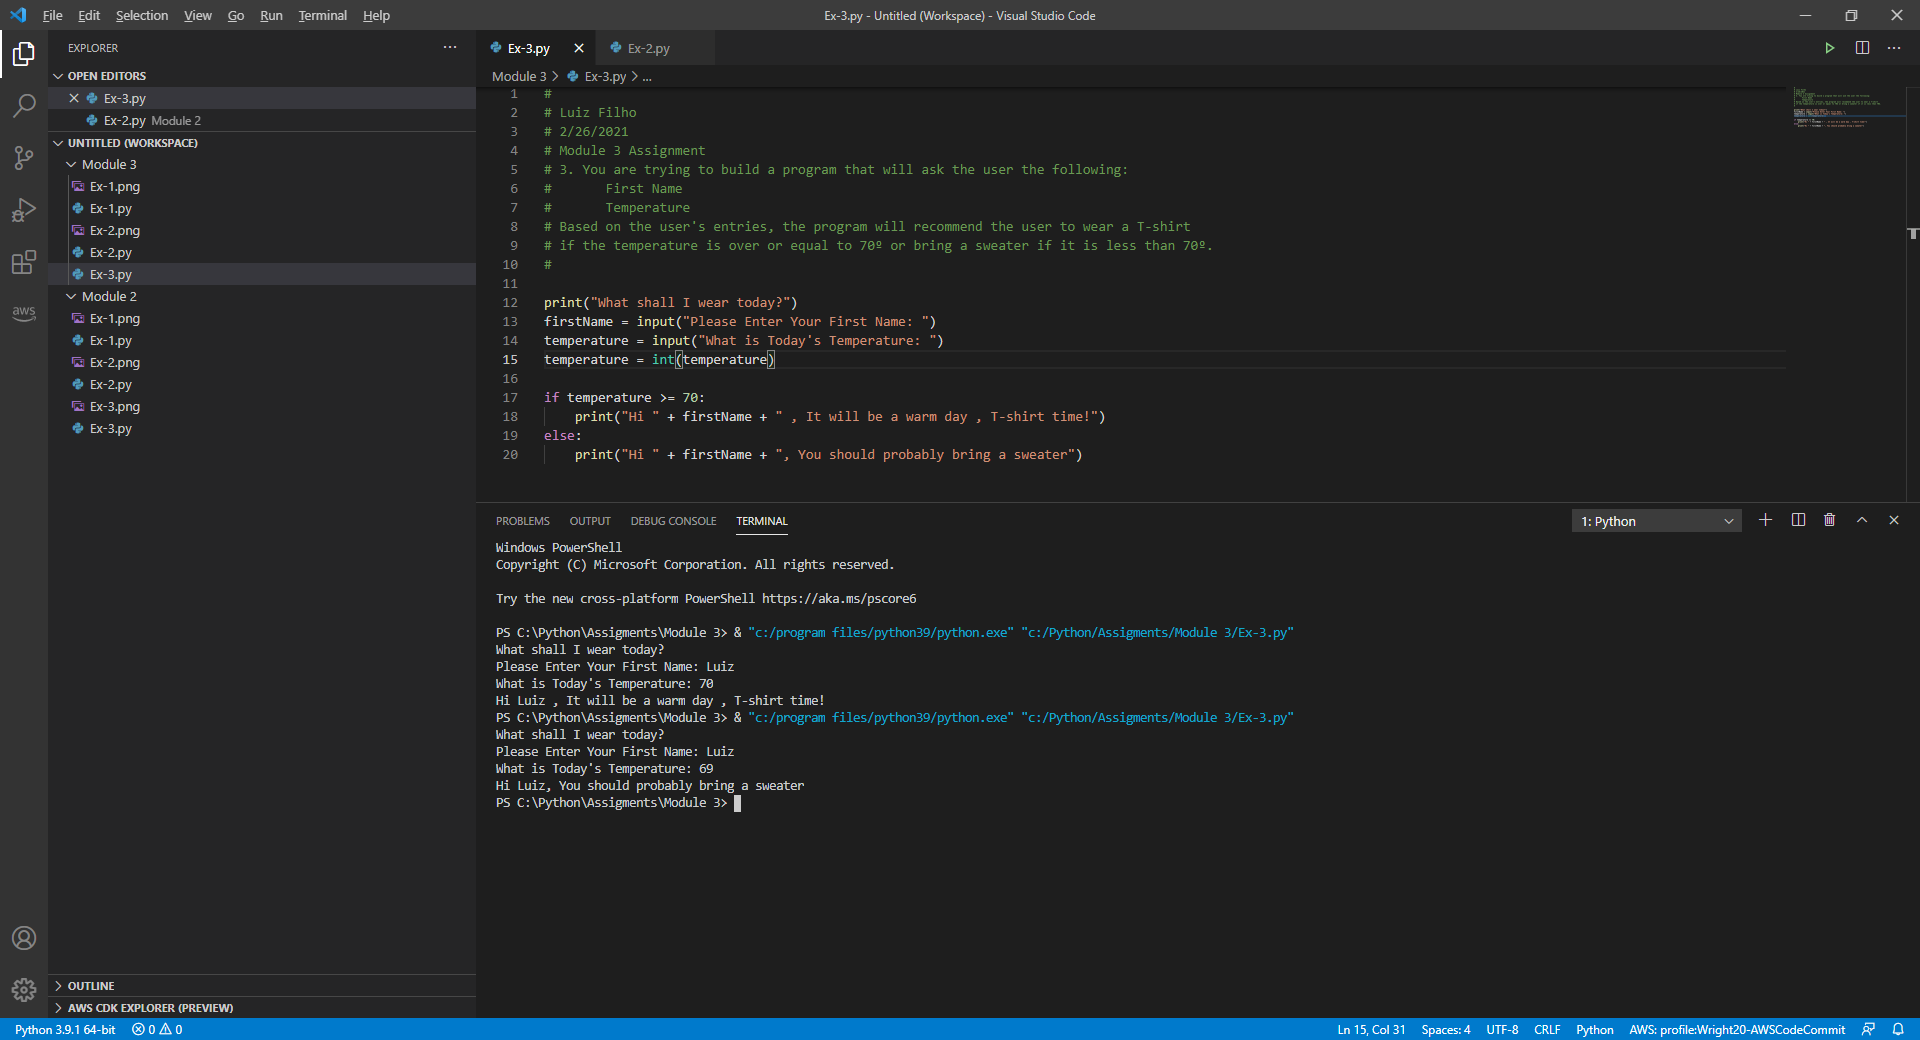 File Edit Selection View Go Run Terminal Help
Ex-3.py - Untitled (Workspace) - Visual Studio Code
EXPLORER
OPEN EDITORS
Ex-3.py
Ex-2.py Module 2
UNTITLED (WORKSPACE)
Module 3
Ex-1.png
Ex-1.py
Ex-2.png
Ex-2.py
Ex-3.py
Module 2
Ex-1.png
Ex-1.py
Ex-2.png
Ex-2.py
Ex-3.png
Ex-3.py
OUTLINE
AWS CDK EXPLORER (PREVIEW)
aws
Ex-3.py
Ex-2.py
Module 3 > Ex-3.py > ...
1 #
2 # Luiz Filho
3 # 2/26/2021
4 # Module 3 Assignment
5 # 3. You are trying to build a program that will ask the user the following:
6 # First Name
7 # Temperature
8 # Based on the user's entries, the program will recommend the user to wear a T-shirt
9 # if the temperature is over or equal to 70º or bring a sweater if it is less than 70º.
10 #
11
12 print("What shall I wear today?")
13 firstName = input("Please Enter Your First Name: ")
14 temperature = input("What is Today's Temperature: ")
15 temperature = int(temperature)
16
17 if temperature >= 70:
18 print("Hi " + firstName + " , It will be a warm day , T-shirt time!")
19 else:
20 print("Hi " + firstName + ", You should probably bring a sweater")
PROBLEMS OUTPUT DEBUG CONSOLE TERMINAL
1: Python
Windows PowerShell
Copyright (C) Microsoft Corporation. All rights reserved.
Try the new cross-platform PowerShell https://aka.ms/pscore6
PS C:\Python\Assigments\Module 3> & "c:/program files/python39/python.exe" "c:/Python/Assigments/Module 3/Ex-3.py"
What shall I wear today?
Please Enter Your First Name: Luiz
What is Today's Temperature: 70
Hi Luiz , It will be a warm day , T-shirt time!
PS C:\Python\Assigments\Module 3> & "c:/program files/python39/python.exe" "c:/Python/Assigments/Module 3/Ex-3.py"
What shall I wear today?
Please Enter Your First Name: Luiz
What is Today's Temperature: 69
Hi Luiz, You should probably bring a sweater
PS C:\Python\Assigments\Module 3>
Python 3.9.1 64-bit 0 0
Ln 15, Col 31 Spaces: 4 UTF-8 CRLF Python AWS: profile:Wright20-AWSCodeCommit